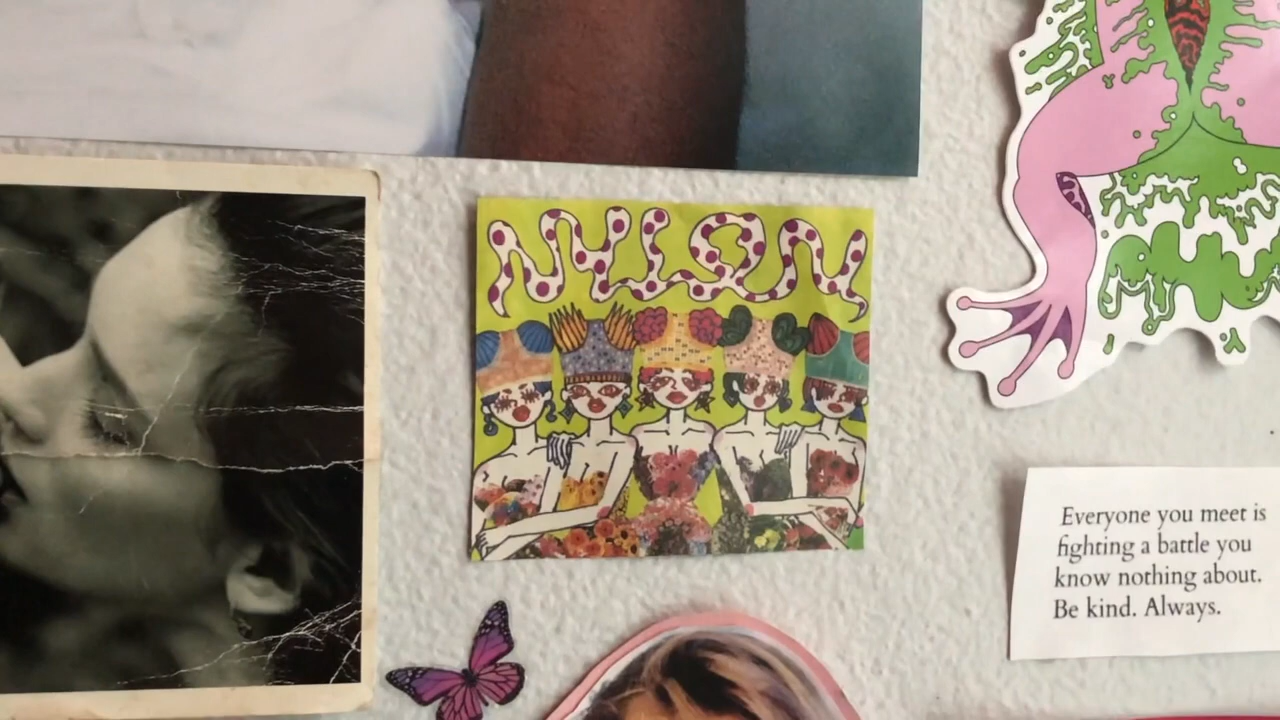 NYLON
Everyone you meet is
fighting a battle you
know nothing about.
Be kind. Always.